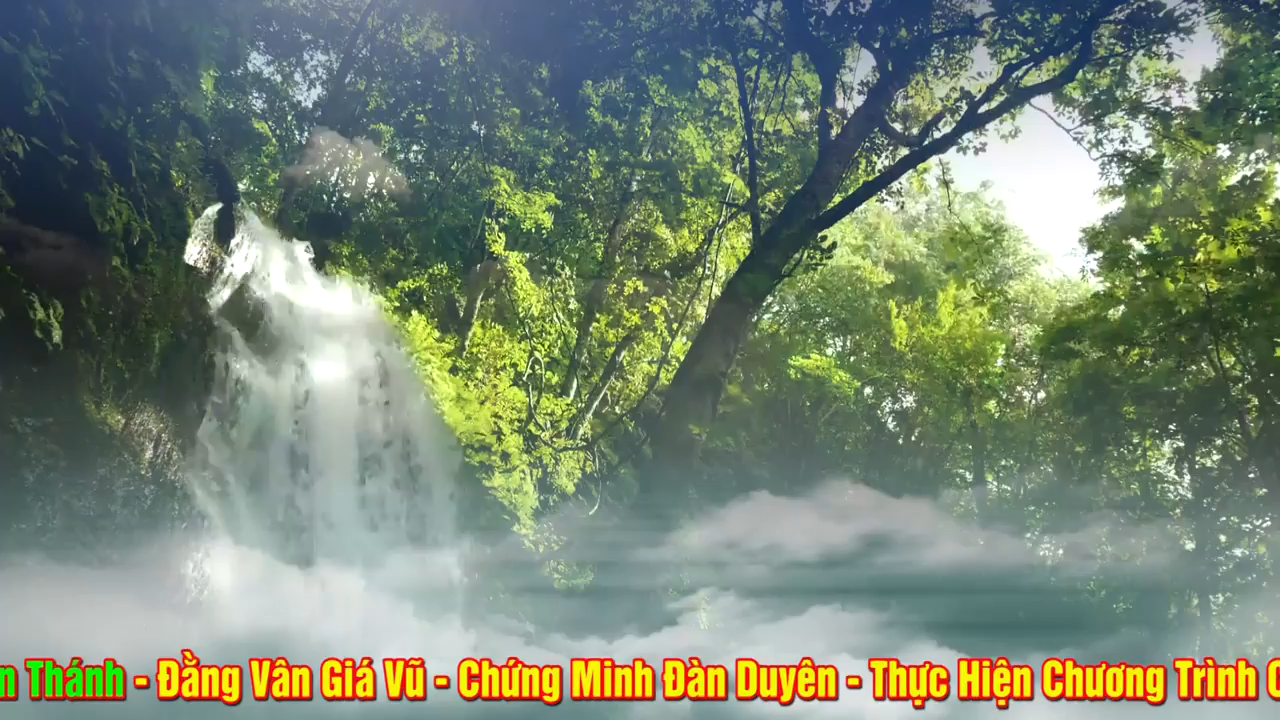 Thánh - Đằng Vân Giá Vũ - Chứng Minh Đàn Duyên - Thực Hiện Chương Trình